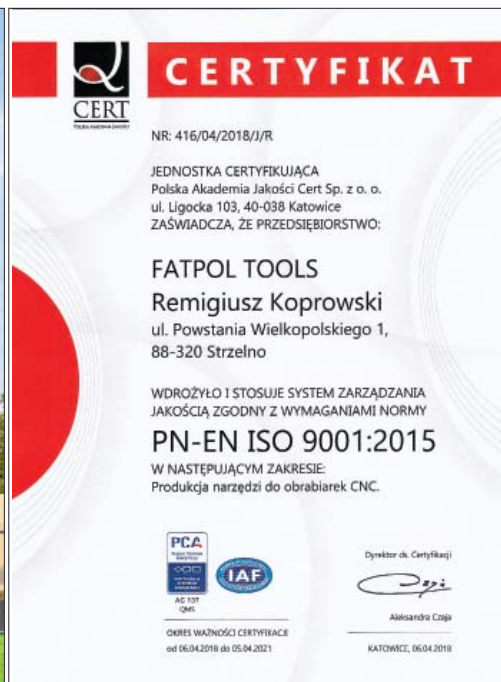 CERT
POLSKA AKADEMIA JAKOŚCI
CERTYFIKAT
NR: 416/04/2018/J/R
JEDNOSTKA CERTYFIKUJĄCA
Polska Akademia Jakości Cert Sp. z o. o.
ul. Ligocka 103, 40-038 Katowice
ZAŚWIADCZA, ŻE PRZEDSIĘBIORSTWO:
FATPOL TOOLS
Remigiusz Koprowski
ul. Powstania Wielkopolskiego 1,
88-320 Strzelno
WDROŻYŁO I STOSUJE SYSTEM ZARZĄDZANIA
JAKOŚCIĄ ZGODNY Z WYMAGANIAMI NORMY
PN-EN ISO 9001:2015
W NASTĘPUJĄCYM ZAKRESIE:
Produkcja narzędzi do obrabiarek CNC.
PCA
IAF
AC 107
QMS
OKRES WAŻNOŚCI CERTYFIKACJI
od 06.04.2018 do 05.04.2021
Dyrektor ds. Certyfikacji
Aleksandra Czaja
KATOWICE, 06.04.2018